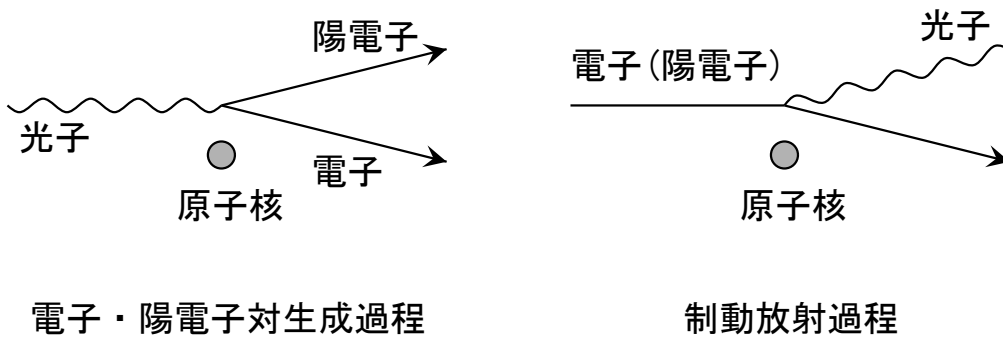 陽電子
光子
電子
原子核
電子・陽電子対生成過程
光子
電子(陽電子)
原子核
制動放射過程